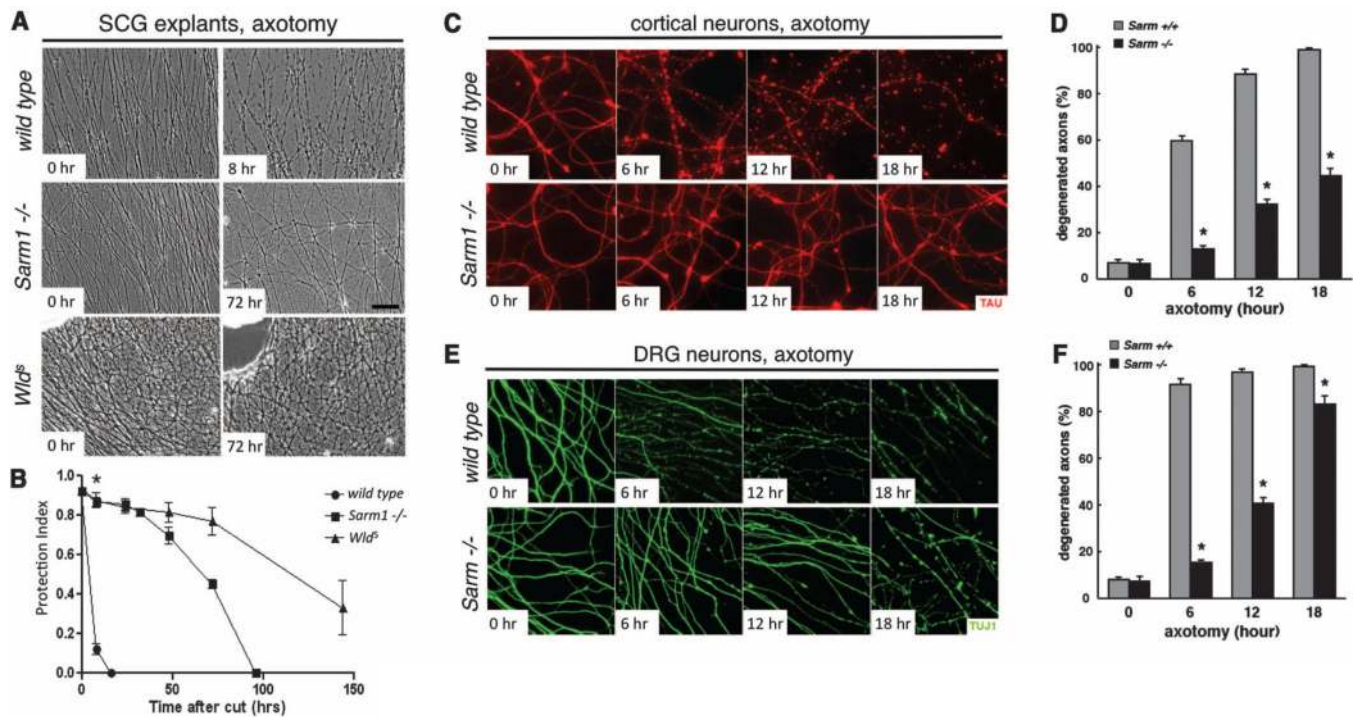 A
SCG explants, axotomy
wild type
0 hr
8 hr
Sarm1 -/-
0 hr
72 hr
Wldˢ
0 hr
72 hr
B
Protection Index
1.0
0.8
0.6
0.4
0.2
0.0
*
wild type
Sarm1 -/-
Wldˢ
0
50
100
150
Time after cut (hrs)
C
cortical neurons, axotomy
wild type
0 hr
6 hr
12 hr
18 hr
Sarm1 -/-
0 hr
6 hr
12 hr
18 hr
TAU
D
Sarm +/+
Sarm -/-
degenerated axons (%)
100
80
60
40
20
0
*
*
*
0
6
12
18
axotomy (hour)
E
DRG neurons, axotomy
wild type
0 hr
6 hr
12 hr
18 hr
Sarm -/-
0 hr
6 hr
12 hr
18 hr
TUJ1
F
Sarm +/+
Sarm -/-
degenerated axons (%)
100
80
60
40
20
0
*
*
*
0
6
12
18
axotomy (hour)